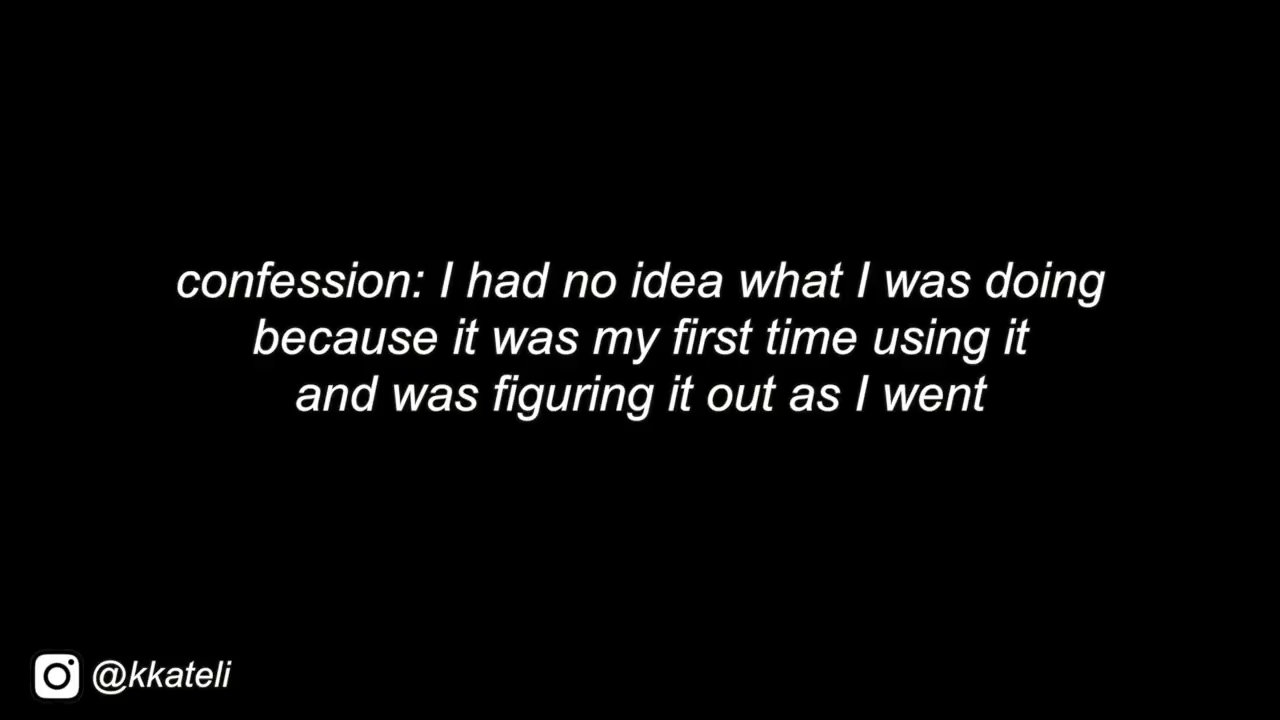 confession: I had no idea what I was doing
because it was my first time using it
and was figuring it out as I went
@kkateli